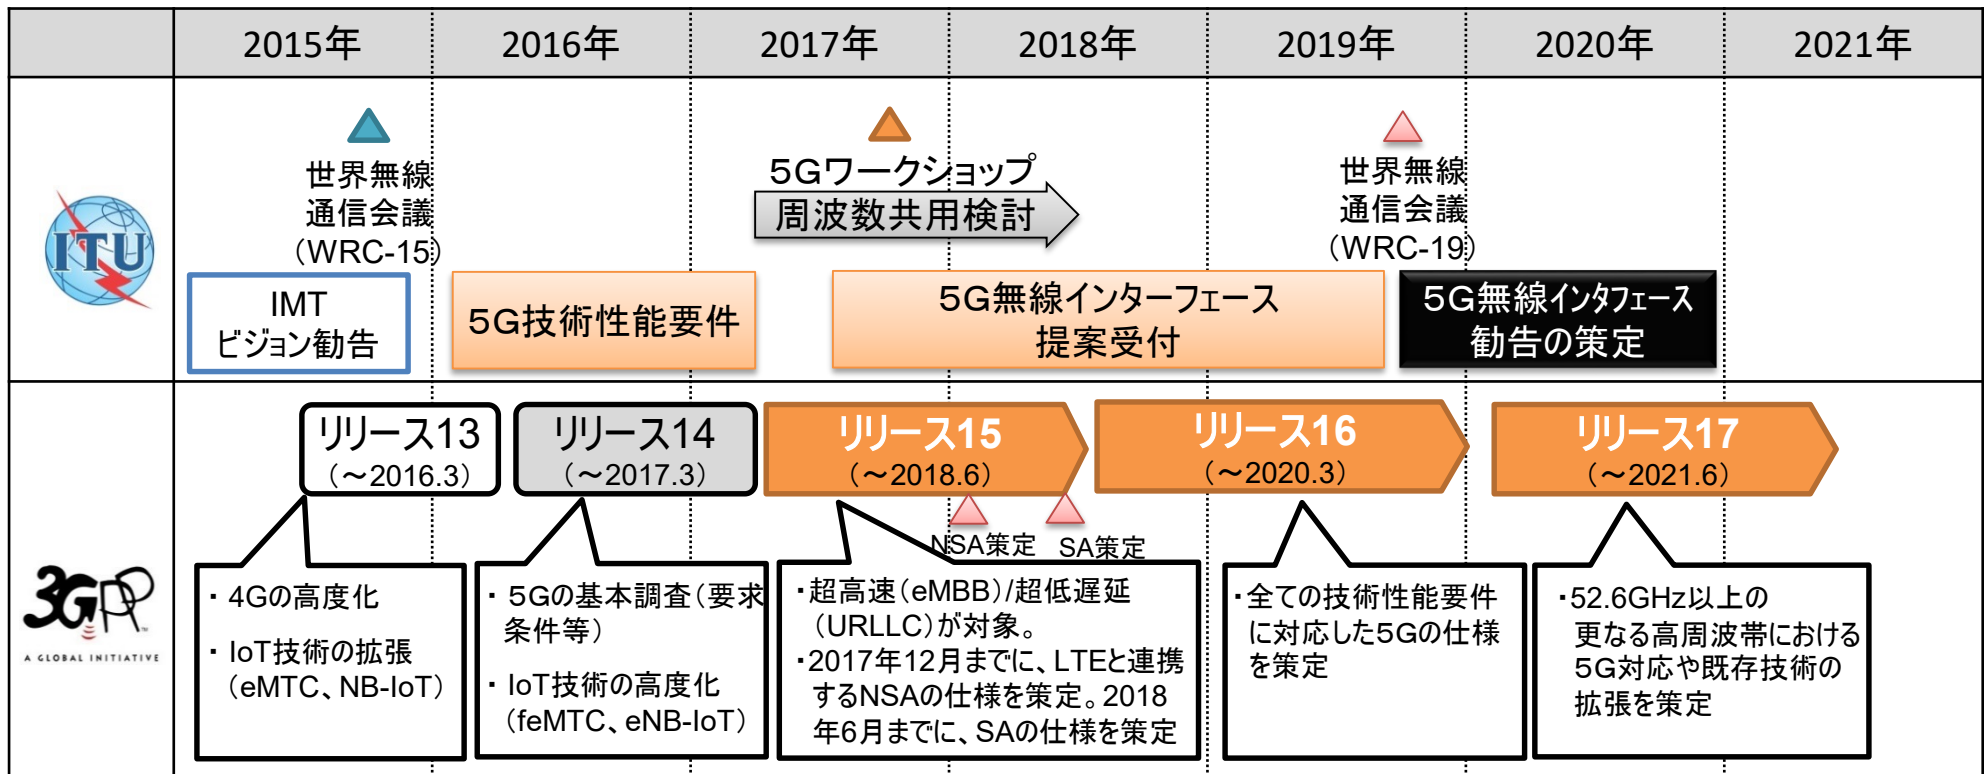 2015年
2016年
2017年
2018年
2019年
2020年
2021年
ITU
世界無線
通信会議
(WRC-15)
5Gワークショップ
周波数共用検討
世界無線
通信会議
(WRC-19)
IMT
ビジョン勧告
5G技術性能要件
5G無線インターフェース
提案受付
5G無線インタフェース
勧告の策定
3GPP
TM
A GLOBAL INITIATIVE
リリース13
(～2016.3)
リリース14
(～2017.3)
リリース15
(～2018.6)
リリース16
(～2020.3)
リリース17
(～2021.6)
NSA策定
SA策定
・ 4Gの高度化
・ IoT技術の拡張
(eMTC、NB-IoT)
・ 5Gの基本調査(要求
条件等)
・ IoT技術の高度化
(feMTC、eNB-IoT)
・超高速(eMBB)/超低遅延
(URLLC)が対象。
・2017年12月までに、LTEと連携
するNSAの仕様を策定。2018
年6月までに、SAの仕様を策定
・全ての技術性能要件
に対応した5Gの仕様
を策定
・52.6GHz以上の
更なる高周波帯における
5G対応や既存技術の
拡張を策定